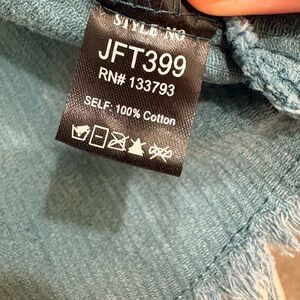 STYLE NO
JFT399
RN# 133793
SELF: 100% Cotton